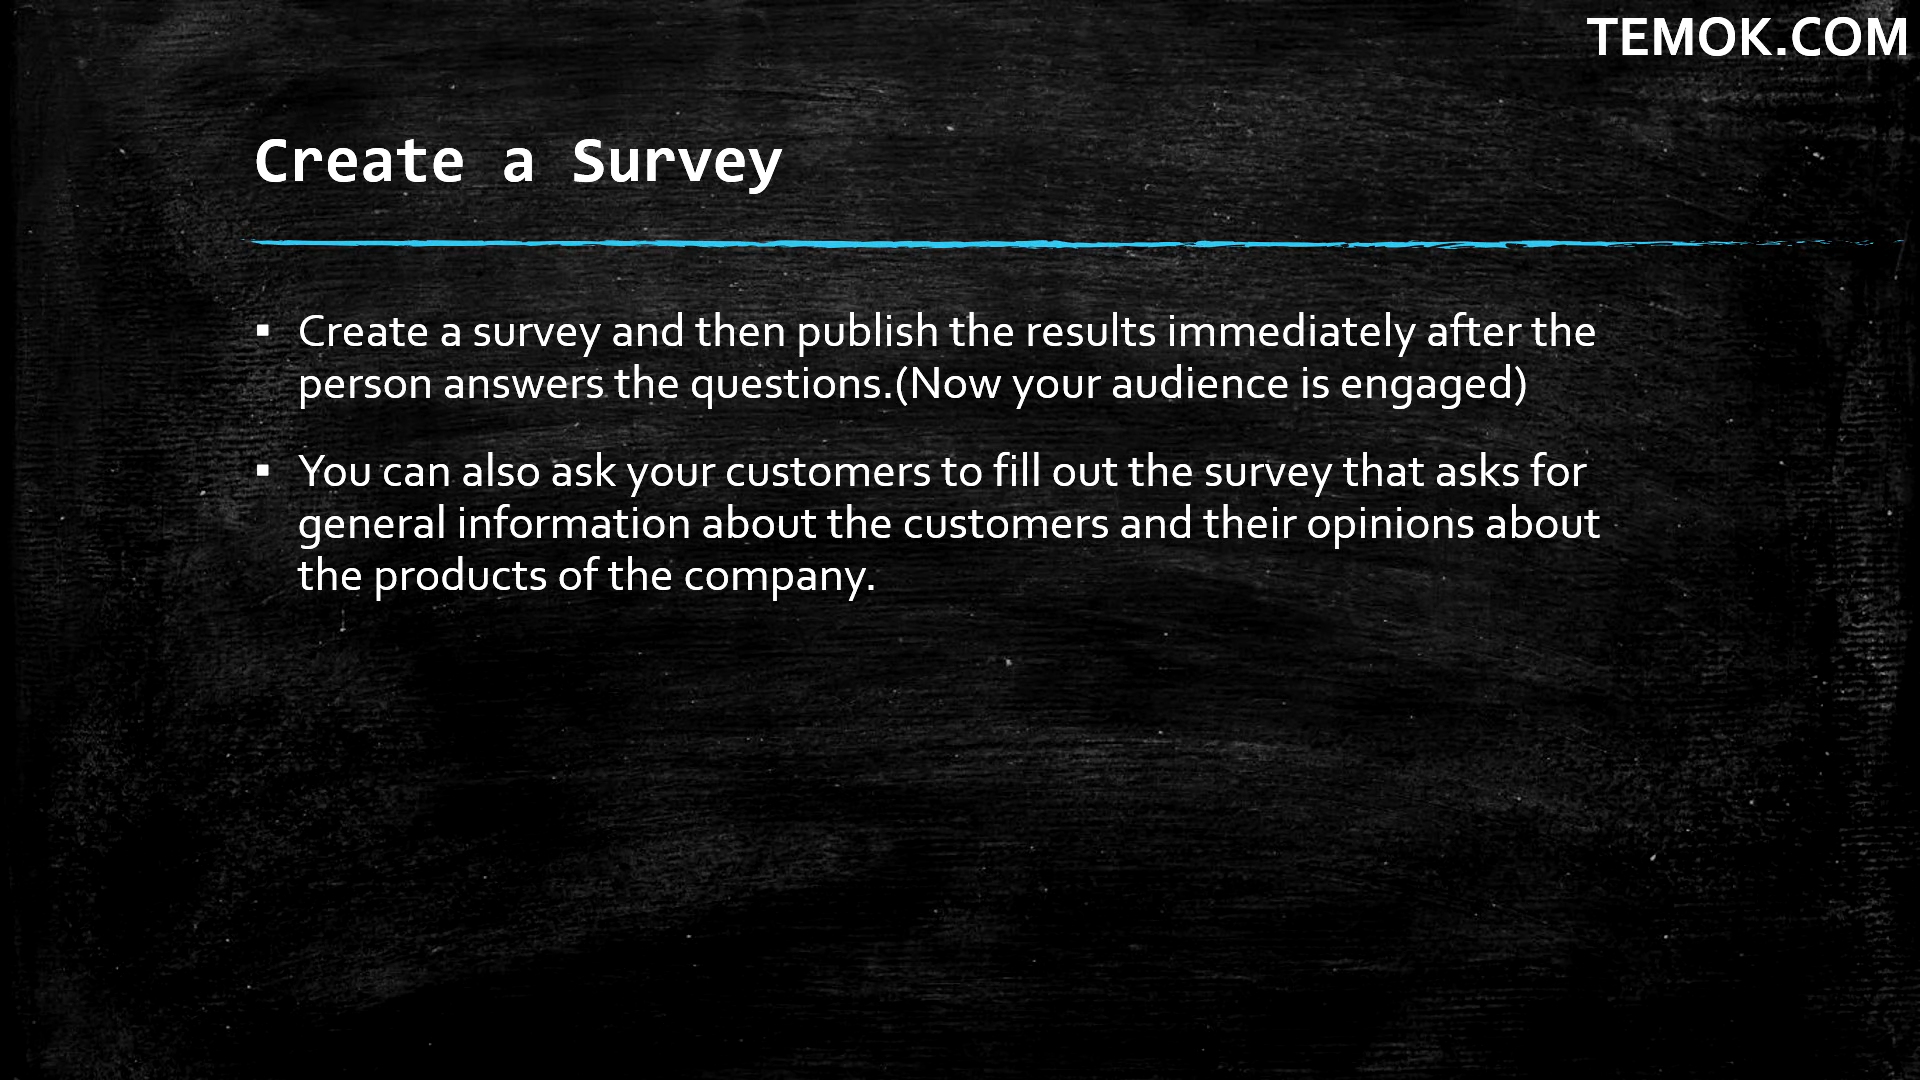 TEMOK.COM
Create a Survey
▪ Create a survey and then publish the results immediately after the
person answers the questions.(Now your audience is engaged)
▪ You can also ask your customers to fill out the survey that asks for
general information about the customers and their opinions about
the products of the company.